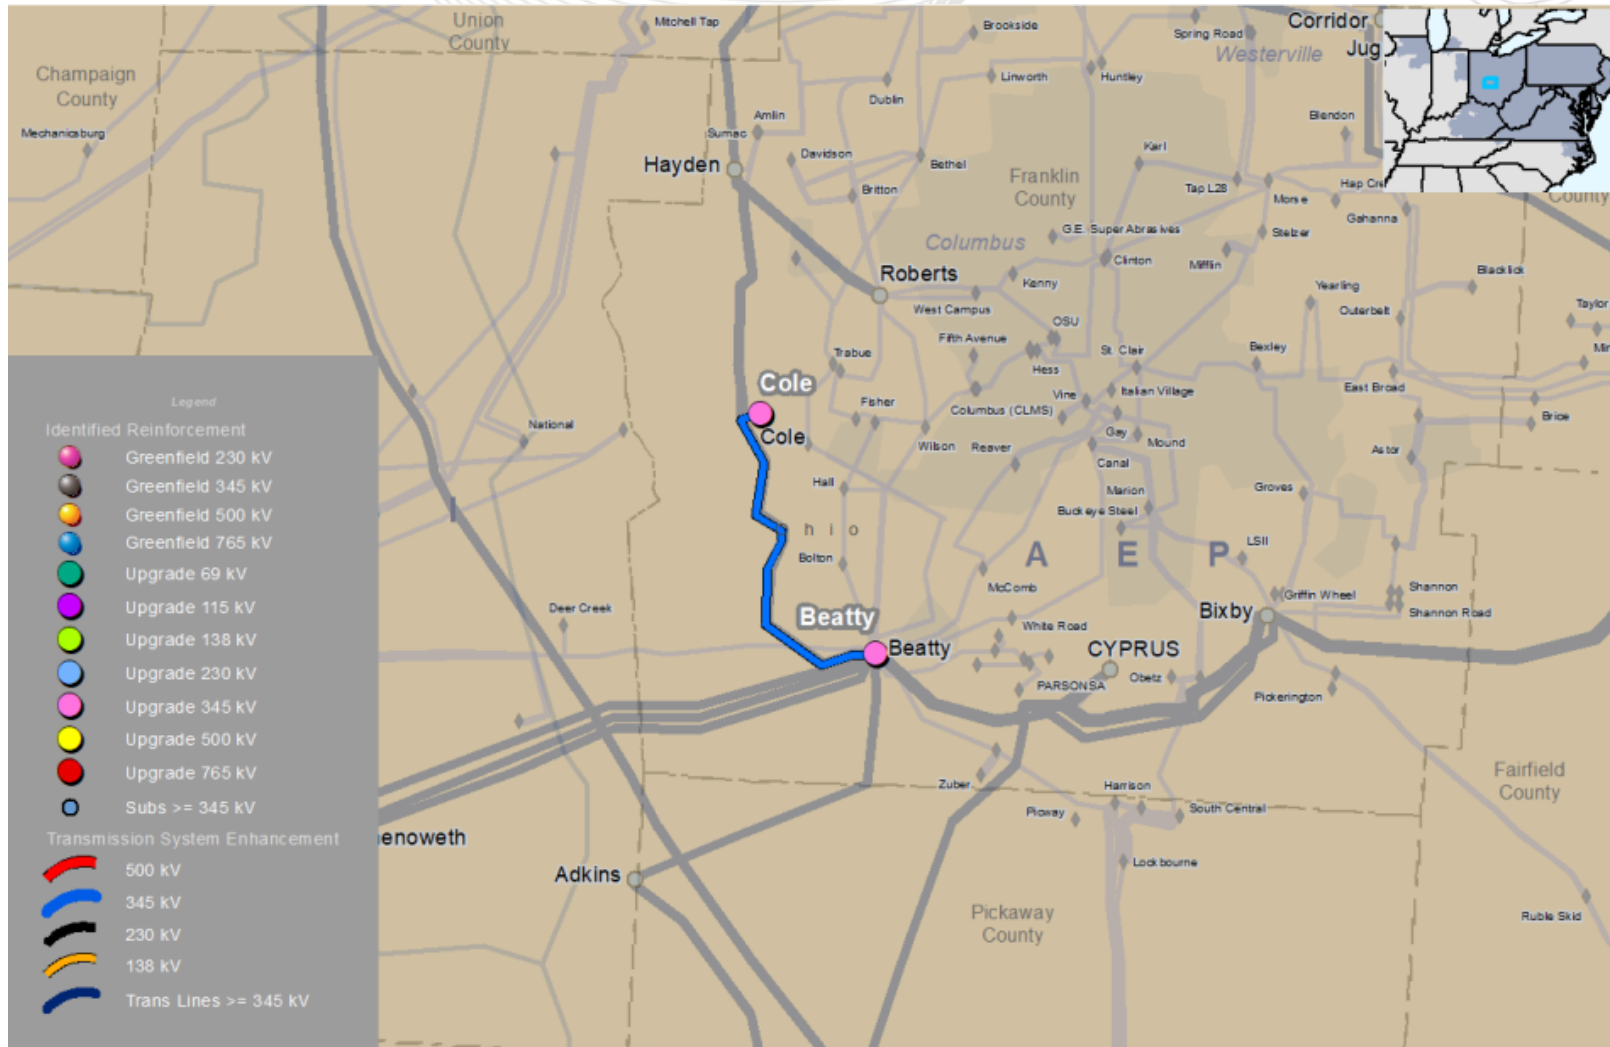 Union
County
Mitchell Tap
Brookside
Spring Road
Corridor
Westerville
Jug
Champaign
County
Linworth
Huntley
Dublin
Mechanicsburg
Amlin
Sumac
Blendon
Hayden
Davidson
Bethel
Karl
Britton
Franklin
County
Tap L28
Morse
Hap Cre
County
Gahanna
G.E. Super Abrasives
Stelzer
Columbus
Clinton
Mifflin
Roberts
Kenny
Blacklick
West Campus
Yearling
Outerbelt
Taylor
OSU
Fifth Avenue
St. Clair
Bexley
Trabue
Hess
East Broad
Cole
Vine
Italian Village
Fisher
Columbus (CLMS)
Brice
Cole
National
Wilson
Reaver
Gay
Mound
Canal
Astor
Hall
Marion
Groves
Buckeye Steel
h i o
LSII
A E P
Bolton
McComb
Shannon
Griffin Wheel
Deer Creek
Bixby
Shannon Road
Beatty
White Road
Beatty
CYPRUS
PARSONSA
Obetz
Pickerington
Zuber
Harrison
Fairfield
County
Picway
South Central
enoweth
Lockbourne
Adkins
Pickaway
County
Ruble Skid
Legend
Identified Reinforcement
Greenfield 230 kV
Greenfield 345 kV
Greenfield 500 kV
Greenfield 765 kV
Upgrade 69 kV
Upgrade 115 kV
Upgrade 138 kV
Upgrade 230 kV
Upgrade 345 kV
Upgrade 500 kV
Upgrade 765 kV
Subs >= 345 kV
Transmission System Enhancement
500 kV
345 kV
230 kV
138 kV
Trans Lines >= 345 kV